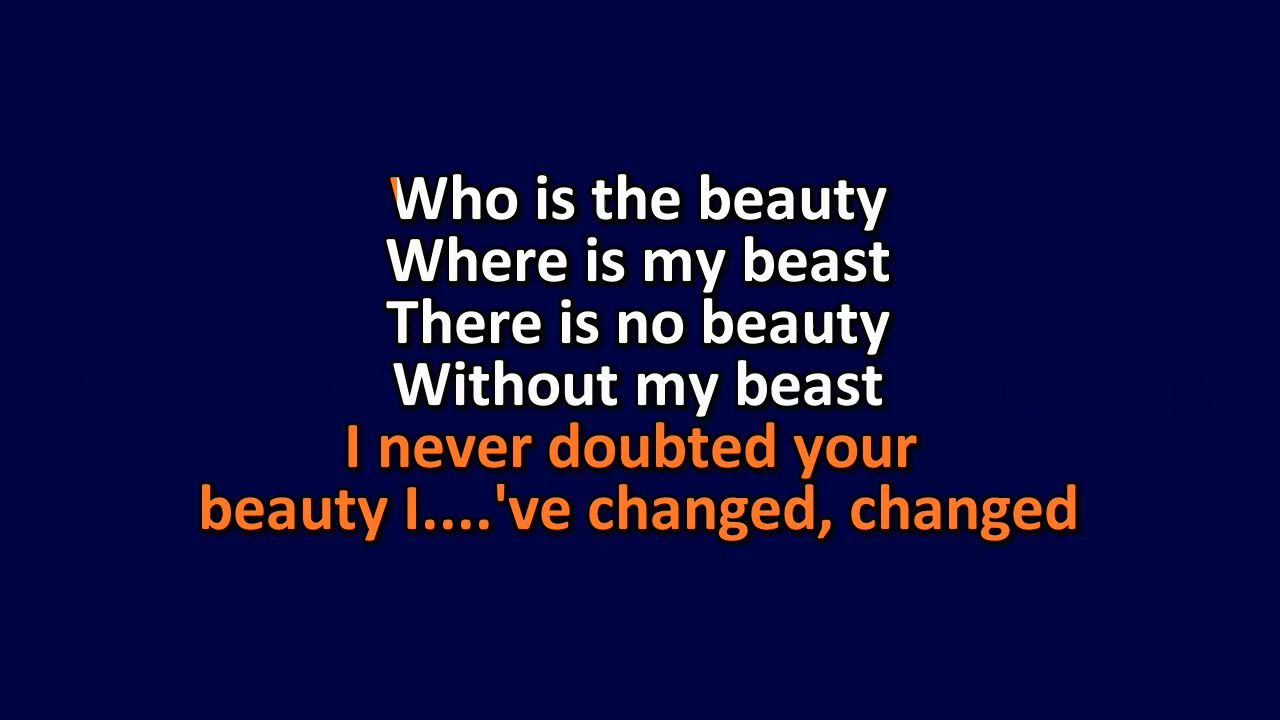 Who is the beauty
Where is my beast
There is no beauty
Without my beast
I never doubted your
beauty I....'ve changed, changed